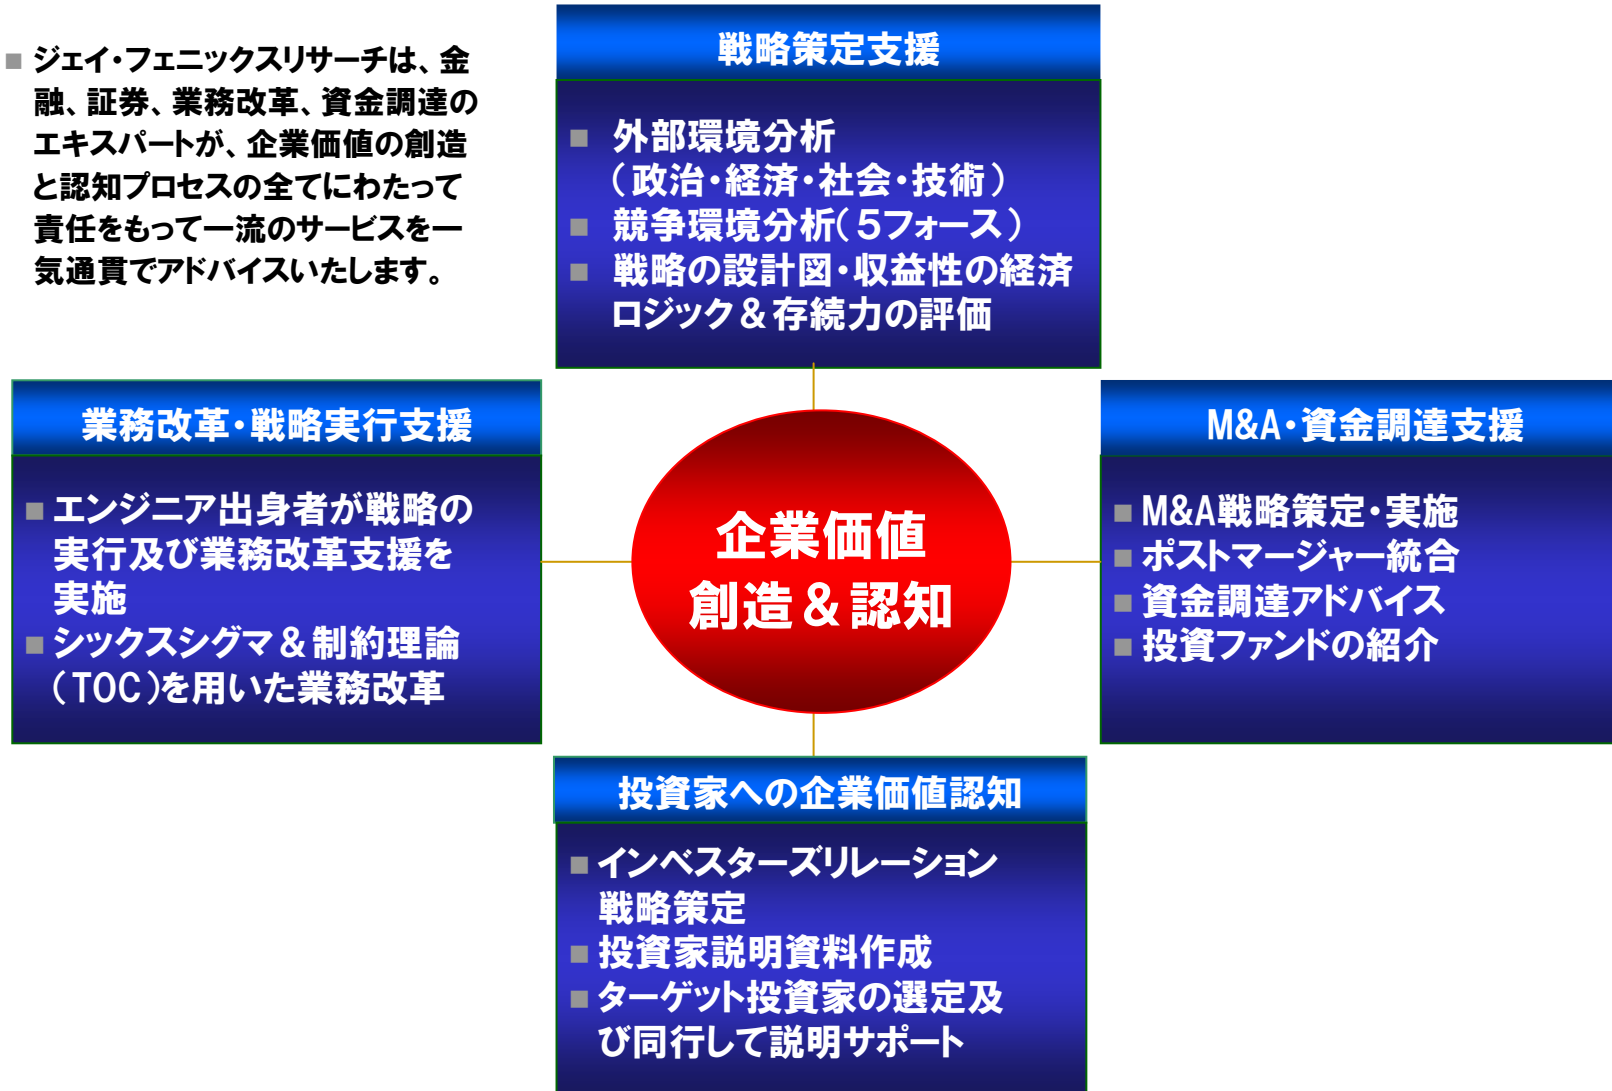 ■ ジェイ・フェニックスリサーチは、金
融、証券、業務改革、資金調達の
エキスパートが、企業価値の創造
と認知プロセスの全てにわたって
責任をもって一流のサービスを一
気通貫でアドバイスいたします。
戦略策定支援
■ 外部環境分析
（政治・経済・社会・技術）
■ 競争環境分析（５フォース）
■ 戦略の設計図・収益性の経済
ロジック＆存続力の評価
業務改革・戦略実行支援
■ エンジニア出身者が戦略の
実行及び業務改革支援を
実施
■ シックスシグマ＆制約理論
（TOC）を用いた業務改革
企業価値
創造＆認知
M&A・資金調達支援
■ M&A戦略策定・実施
■ ポストマージャー統合
■ 資金調達アドバイス
■ 投資ファンドの紹介
投資家への企業価値認知
■ インベスターズリレーション
戦略策定
■ 投資家説明資料作成
■ ターゲット投資家の選定及
び同行して説明サポート